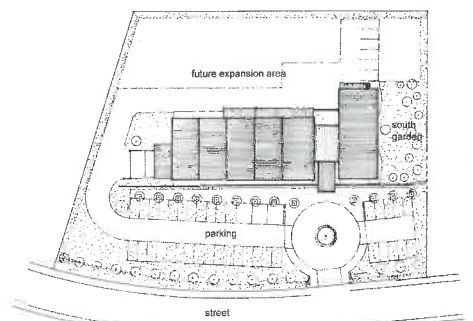 future expansion area
south
garden
parking
street